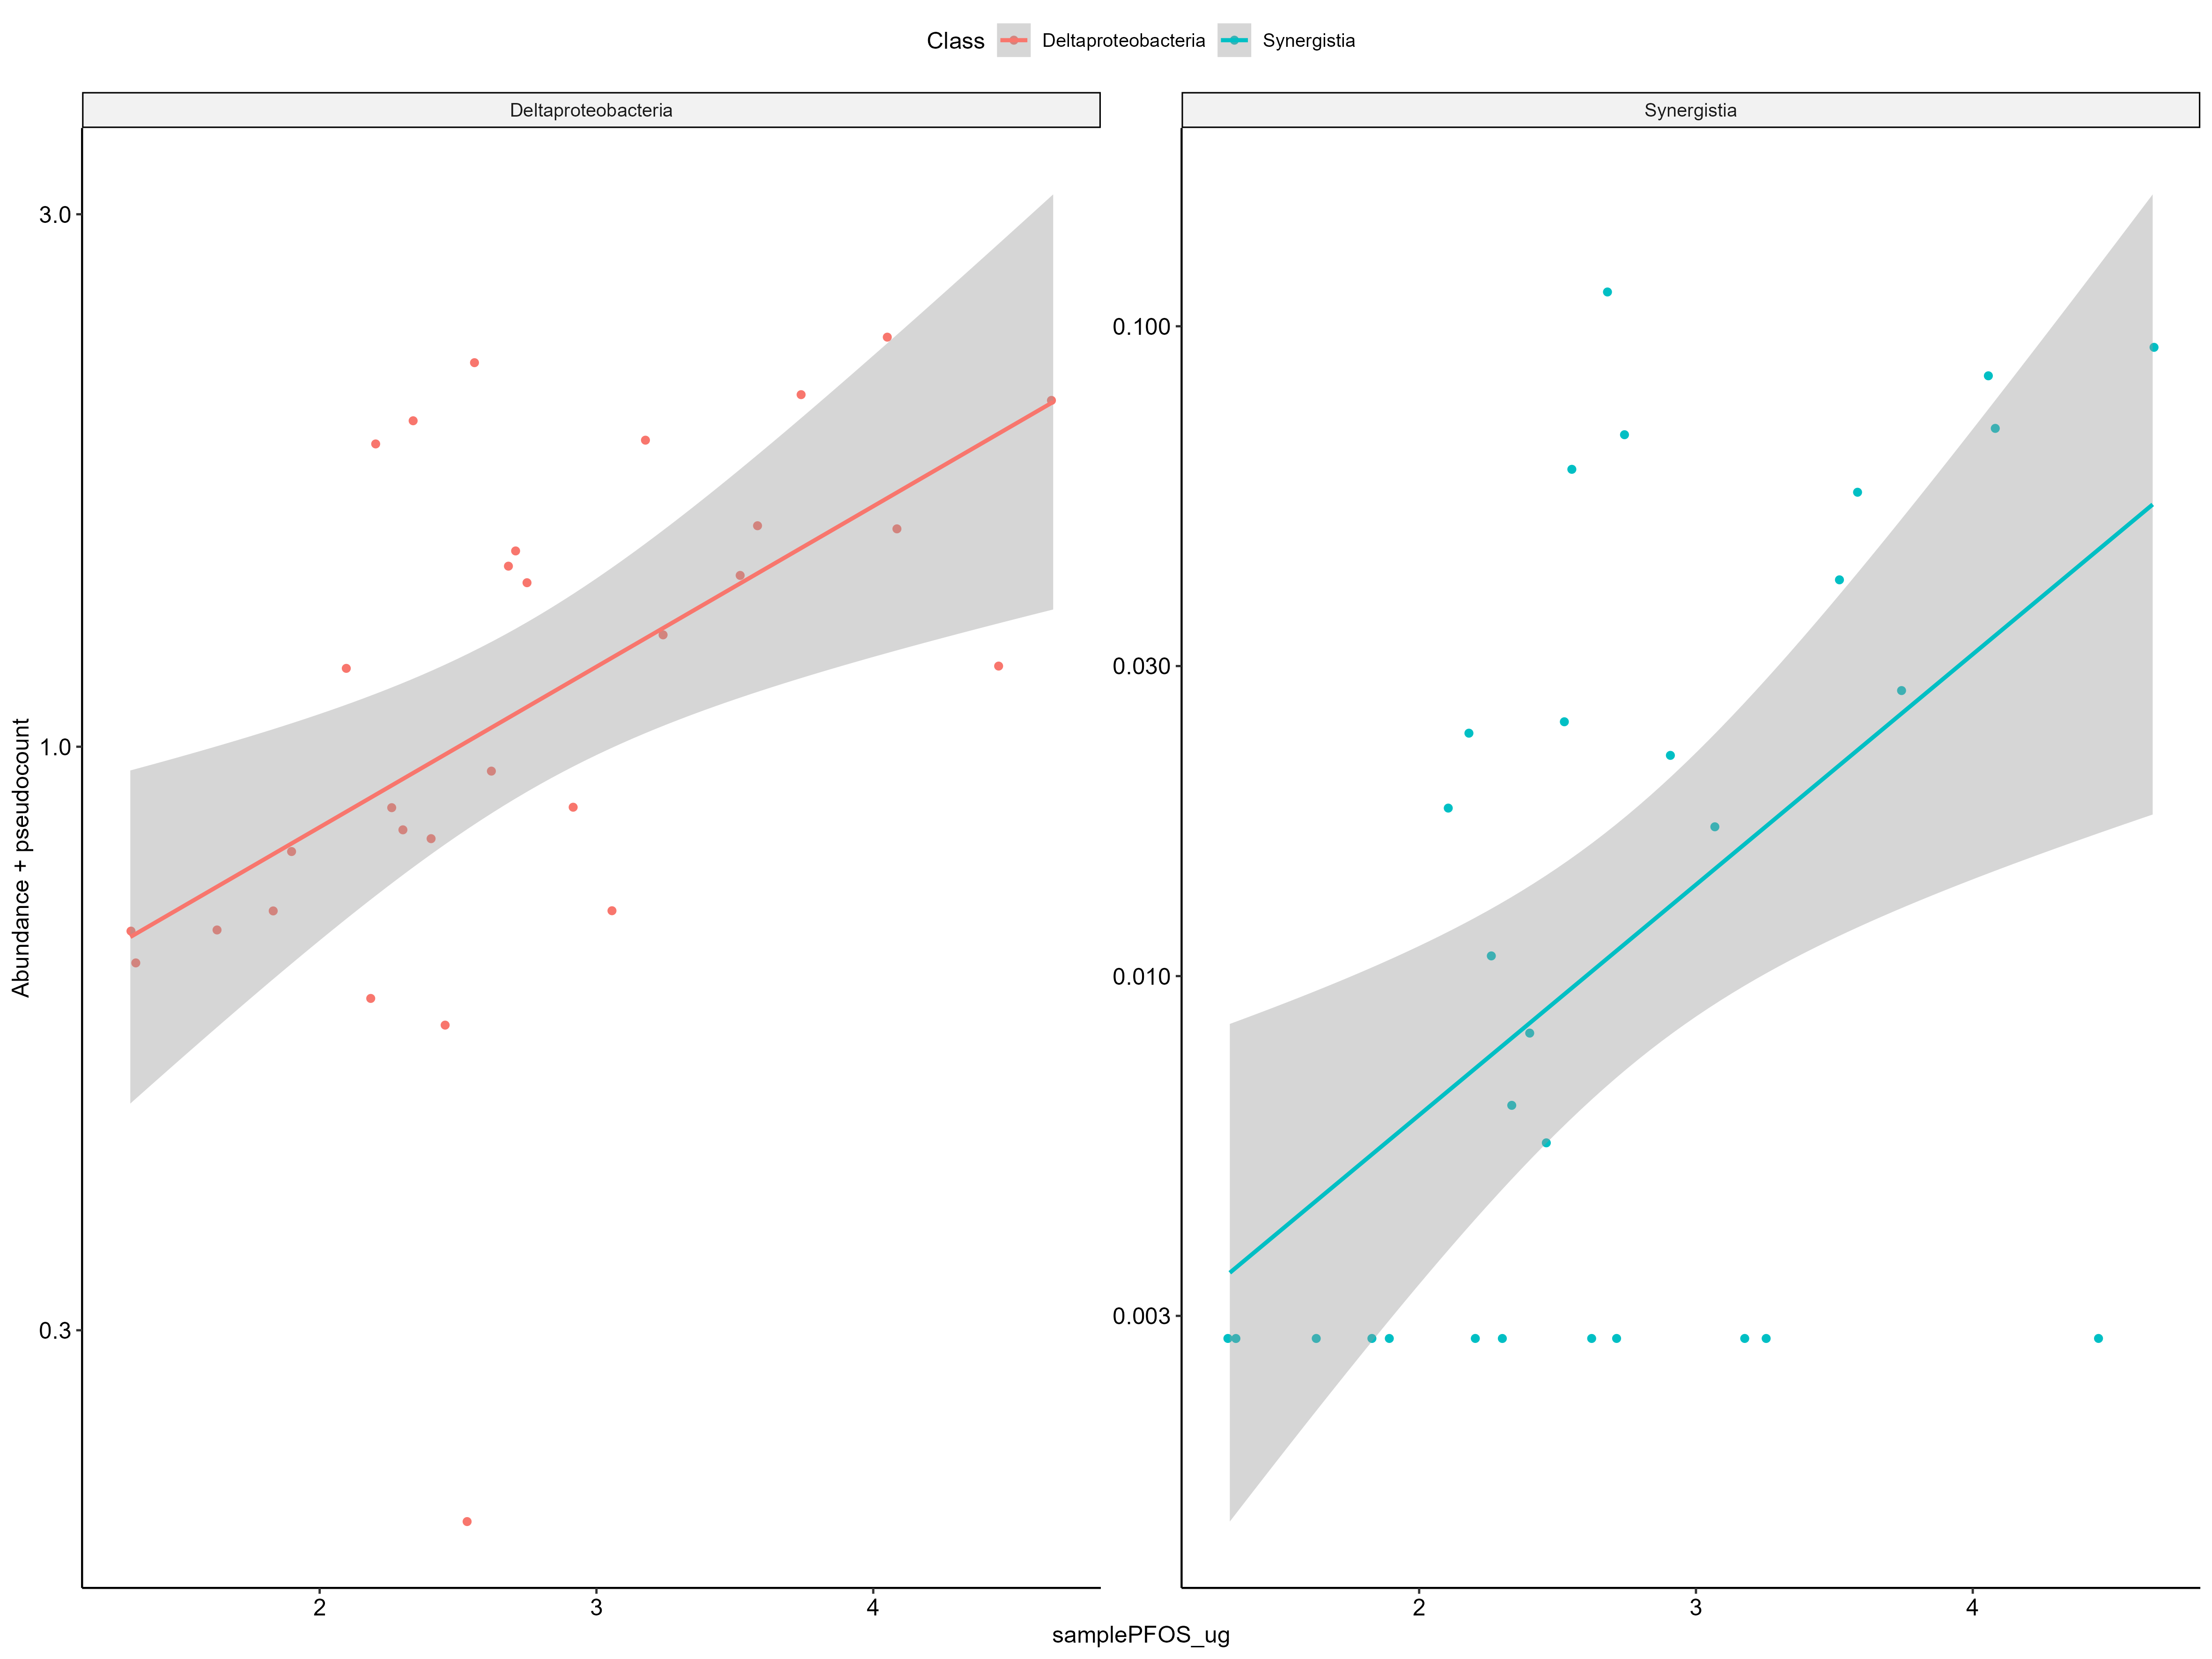 Class Deltaproteobacteria Synergistia
Deltaproteobacteria
Synergistia
Abundance + pseudocount
3.0
1.0
0.3
0.100
0.030
0.010
0.003
2 3 4
2 3 4
samplePFOS_ug